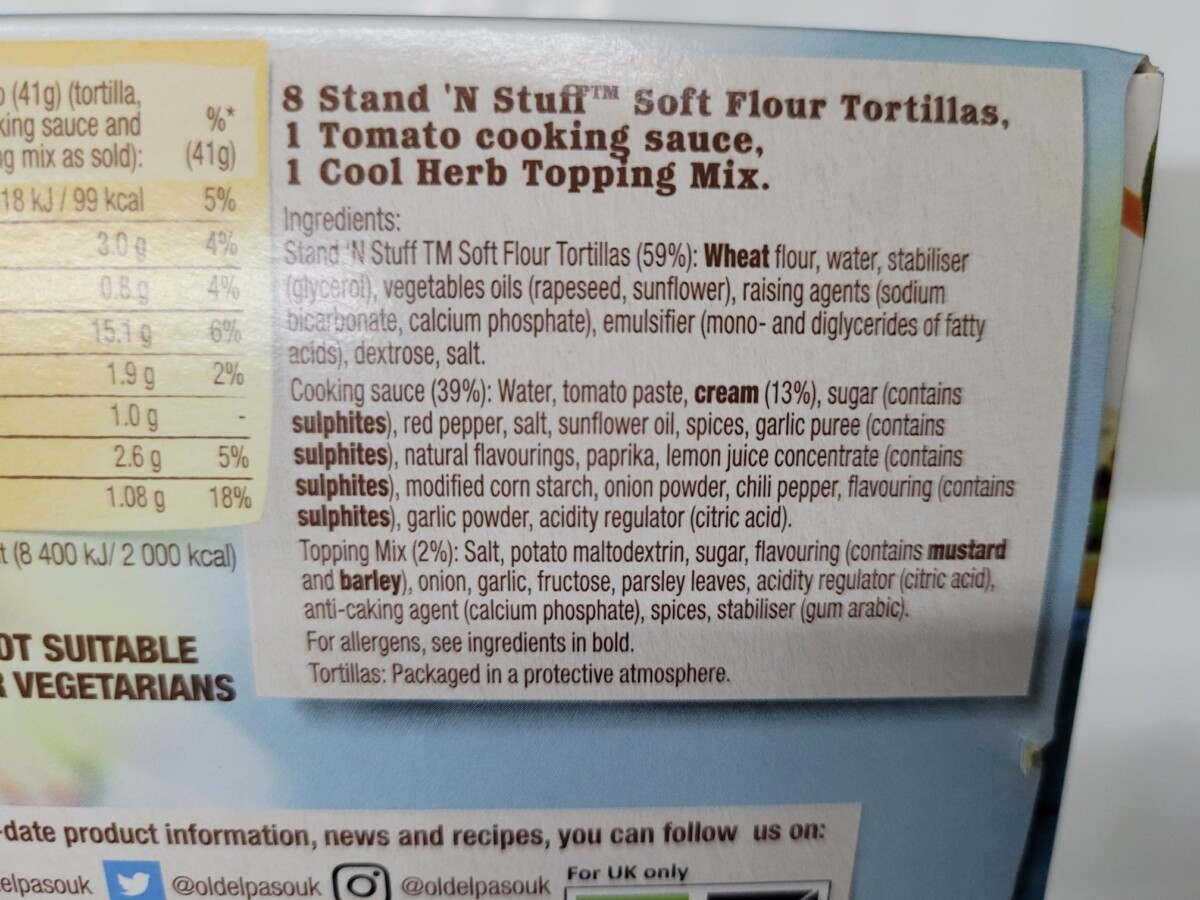 (41g) (tortilla,
king sauce and %*
g mix as sold): (41g)
18 kJ / 99 kcal 5%
3.0 g 4%
0.8 g 4%
15.1 g 6%
1.9 g 2%
1.0 g -
2.6 g 5%
1.08 g 18%
t (8 400 kJ/ 2 000 kcal)
OT SUITABLE
R VEGETARIANS
8 Stand 'N Stuff™ Soft Flour Tortillas,
1 Tomato cooking sauce,
1 Cool Herb Topping Mix.
Ingredients:
Stand 'N Stuff TM Soft Flour Tortillas (59%): Wheat flour, water, stabiliser
(glycerol), vegetables oils (rapeseed, sunflower), raising agents (sodium
bicarbonate, calcium phosphate), emulsifier (mono- and diglycerides of fatty
acids), dextrose, salt.
Cooking sauce (39%): Water, tomato paste, cream (13%), sugar (contains
sulphites), red pepper, salt, sunflower oil, spices, garlic puree (contains
sulphites), natural flavourings, paprika, lemon juice concentrate (contains
sulphites), modified corn starch, onion powder, chili pepper, flavouring (contains
sulphites), garlic powder, acidity regulator (citric acid).
Topping Mix (2%): Salt, potato maltodextrin, sugar, flavouring (contains mustard
and barley), onion, garlic, fructose, parsley leaves, acidity regulator (citric acid),
anti-caking agent (calcium phosphate), spices, stabiliser (gum arabic).
For allergens, see ingredients in bold.
Tortillas: Packaged in a protective atmosphere.
-date product information, news and recipes, you can follow us on:
elpasouk @oldelpasouk @oldelpasouk
For UK only